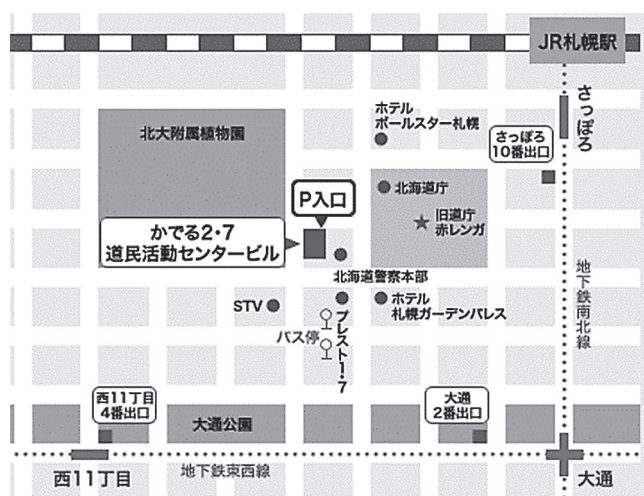 JR札幌駅
さっぽろ
ホテル
ポールスター札幌
さっぽろ
10番出口
北大附属植物園
P入口
北海道庁
旧道庁
赤レンガ
かでる2・7
道民活動センタービル
北海道警察本部
STV
ホテル
札幌ガーデンパレス
バス停
プレスト1・7
地下鉄南北線
西11丁目
4番出口
大通公園
大通
2番出口
西11丁目
地下鉄東西線
大通